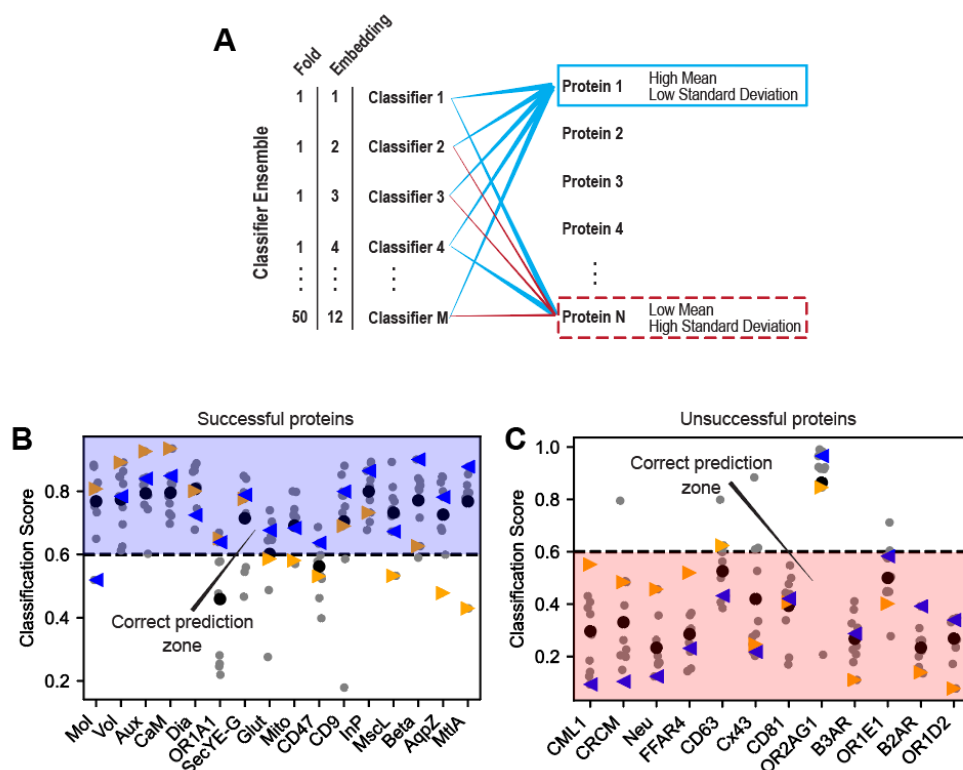 A
Fold
Embedding
Classifier Ensemble
1 1 Classifier 1
1 2 Classifier 2
1 3 Classifier 3
1 4 Classifier 4
50 12 Classifier M
Protein 1 High Mean
Low Standard Deviation
Protein 2
Protein 3
Protein 4
Protein N Low Mean
High Standard Deviation
B
Successful proteins
Classification Score
0.8
0.6
0.4
0.2
Correct prediction
zone
Mol
Vol
Aux
CaM
Dia
OR1A1
SecYE-G
Glut
Mito
CD47
CD9
InP
MscL
Beta
AqpZ
MtlA
C
Unsuccessful proteins
Classification Score
1.0
0.8
0.6
0.4
0.2
Correct prediction
zone
CML1
CRCM
Neu
FFAR4
CD63
Cx43
CD81
OR2AG1
B3AR
OR1E1
B2AR
OR1D2